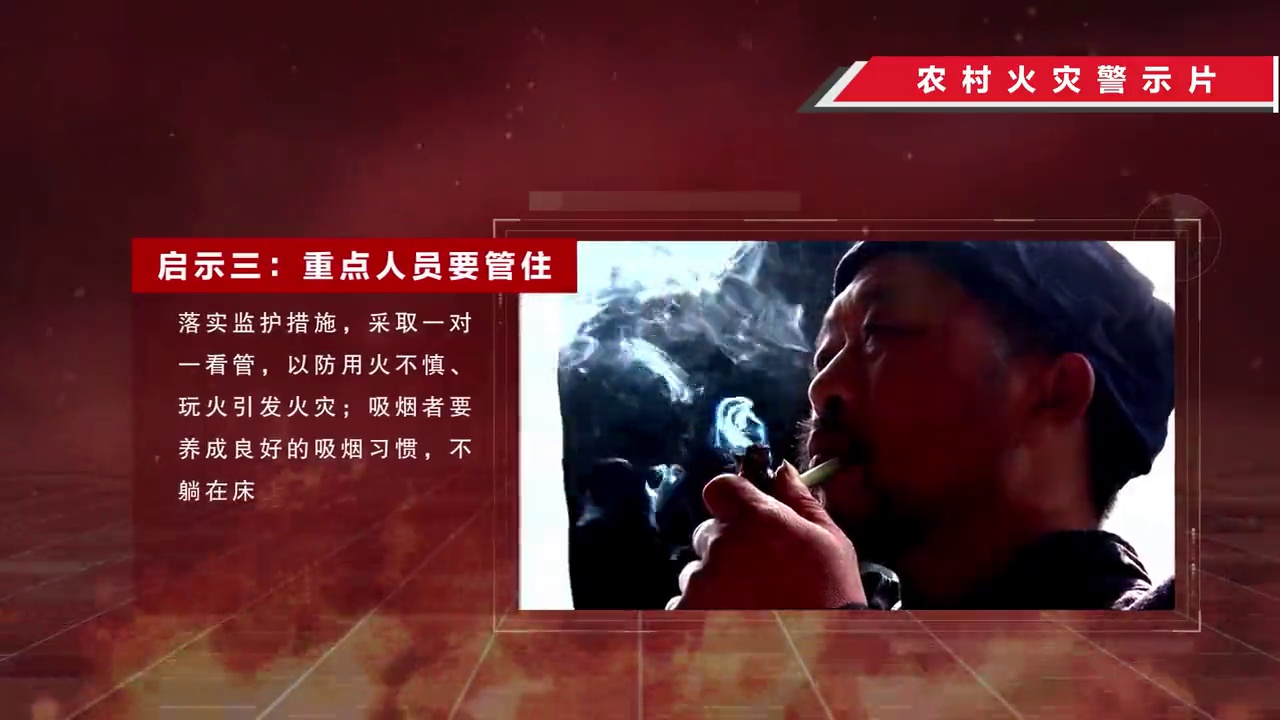 农村火灾警示片
启示三：重点人员要管住
落实监护措施，采取一对
一看管，以防用火不慎、
玩火引发火灾；吸烟者要
养成良好的吸烟习惯，不
躺在床